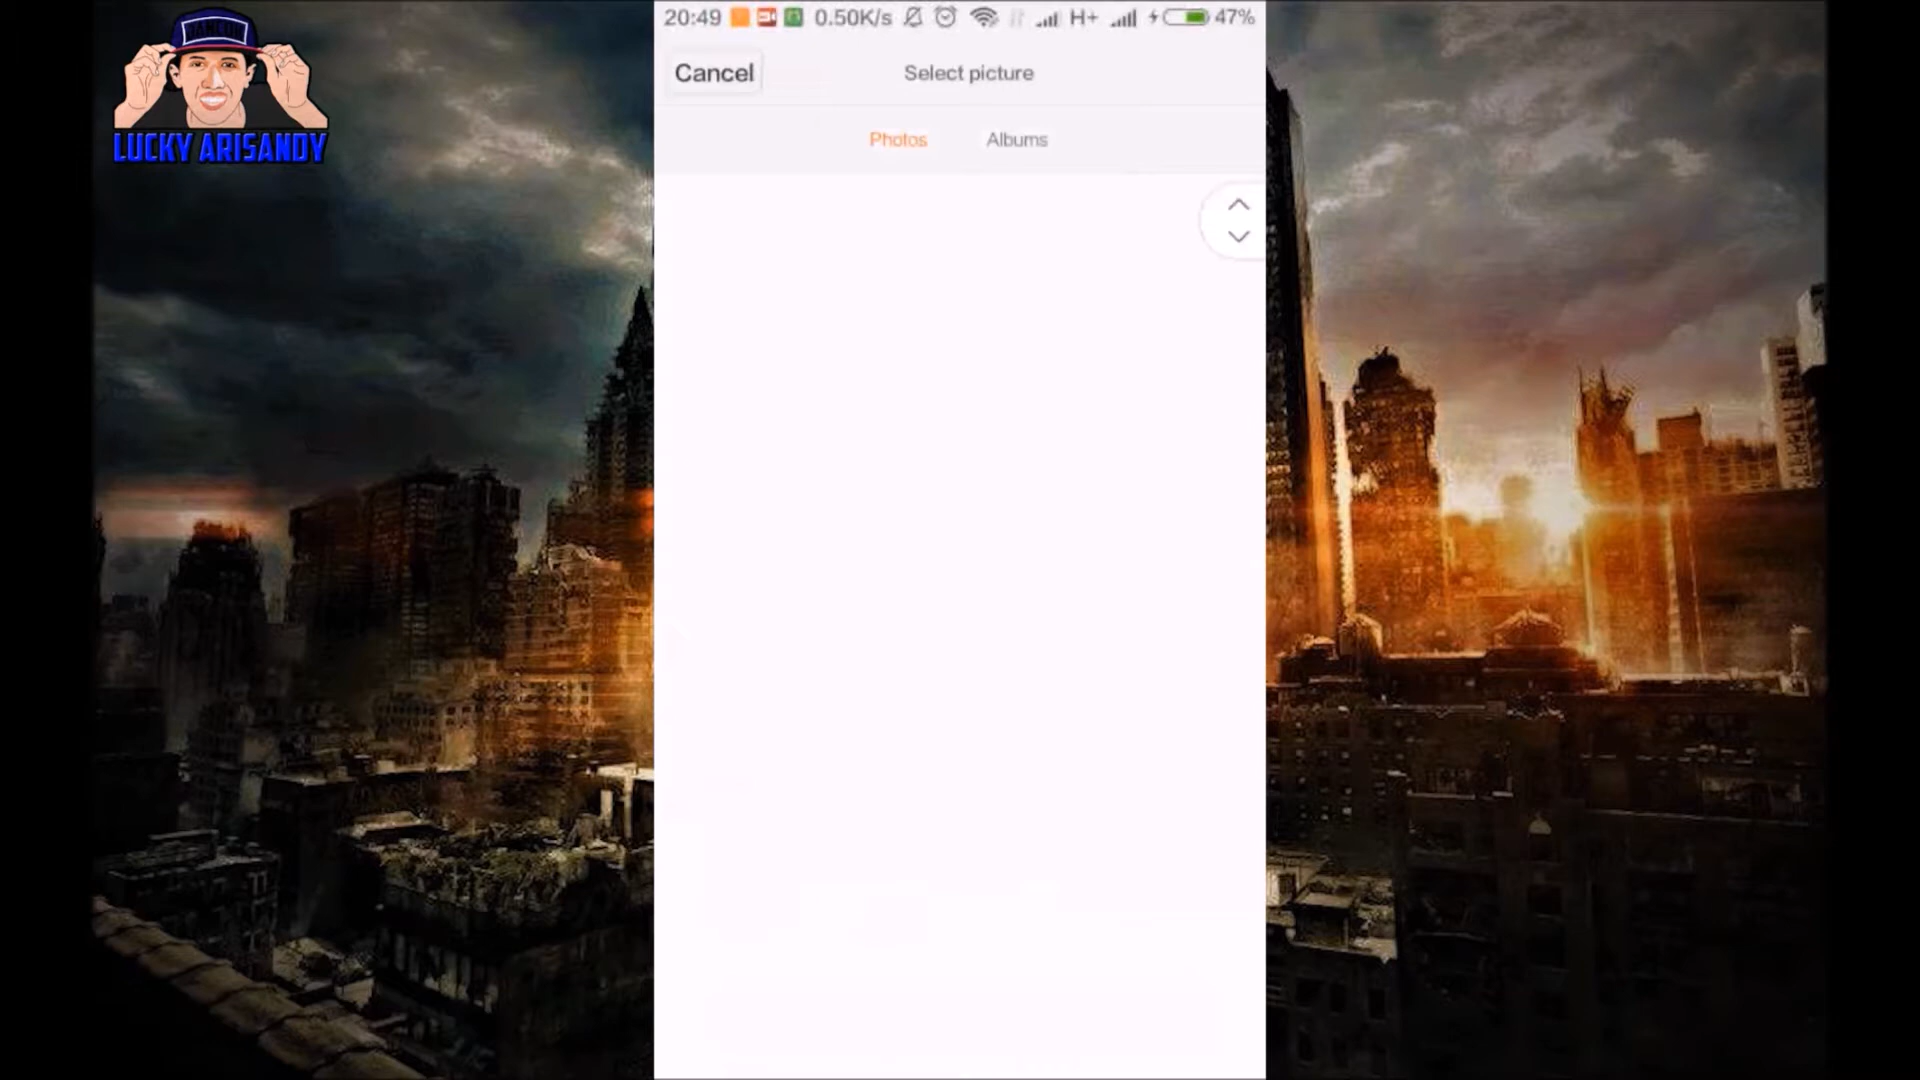 LUCKY ARISANDY
20:49 0.50K/s H+ 47%
Cancel Select picture
Photos Albums